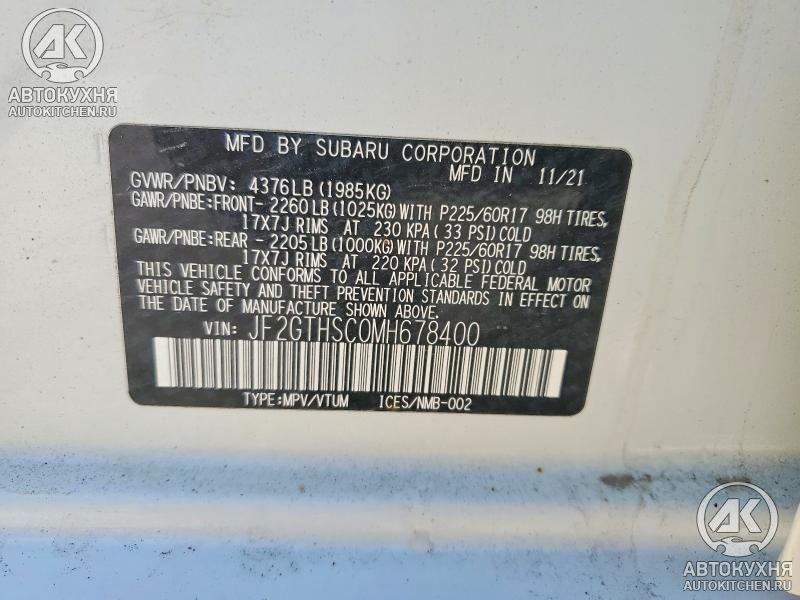 AK
АВТОКУХНЯ
AUTOKITCHEN.RU
MFD BY SUBARU CORPORATION
MFD IN 11/21
GVWR/PNBV: 4376LB(1985KG)
GAWR/PNBE:FRONT- 2260LB(1025KG)WITH P225/60R17 98H TIRES,
17X7J RIMS AT 230 KPA( 33 PSI)COLD
GAWR/PNBE:REAR - 2205LB(1000KG)WITH P225/60R17 98H TIRES,
17X7J RIMS AT 220 KPA( 32 PSI)COLD
THIS VEHICLE CONFORMS TO ALL APPLICABLE FEDERAL MOTOR
VEHICLE SAFETY AND THEFT PREVENTION STANDARDS IN EFFECT ON
THE DATE OF MANUFACTURE SHOWN ABOVE.
VIN: JF2GTHSC0MH678400
TYPE:MPV/VTUM ICES/NMB-002
AK
АВТОКУХНЯ
AUTOKITCHEN.RU